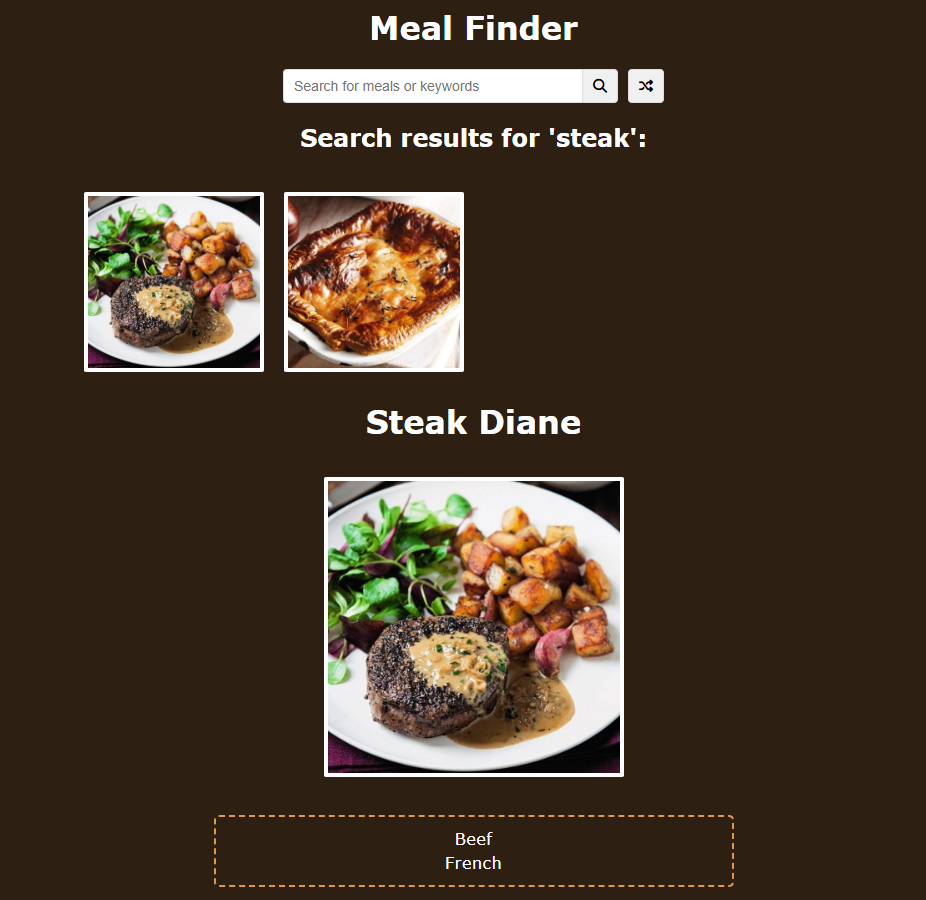 Meal Finder
Search for meals or keywords
Search results for 'steak':
Steak Diane
Beef
French